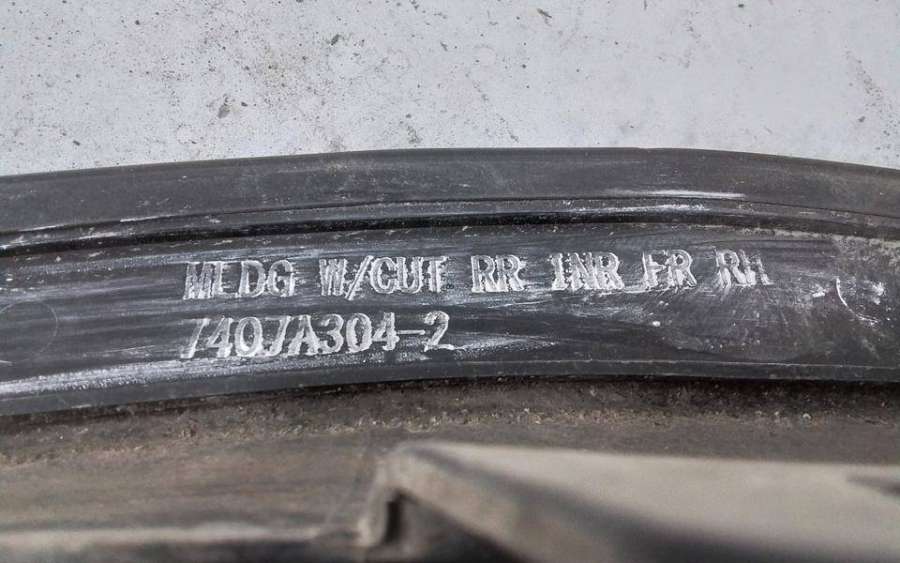 MLDG W/CUT RR INR FR RH
7407A304-2